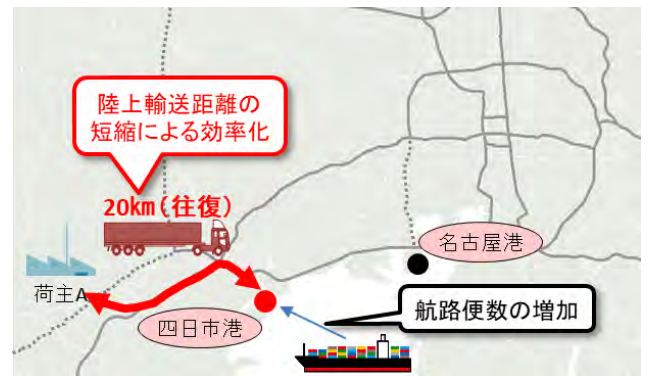 陸上輸送距離の
短縮による効率化
20km(往復)
名古屋港
荷主A
航路便数の増加
四日市港